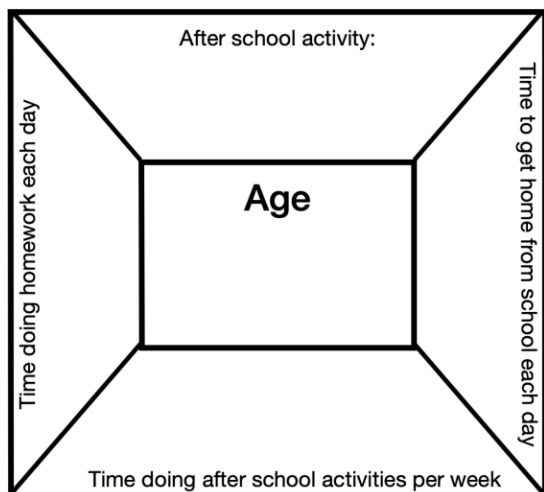 After school activity:
Time doing homework each day
Age
Time to get home from school each day
Time doing after school activities per week